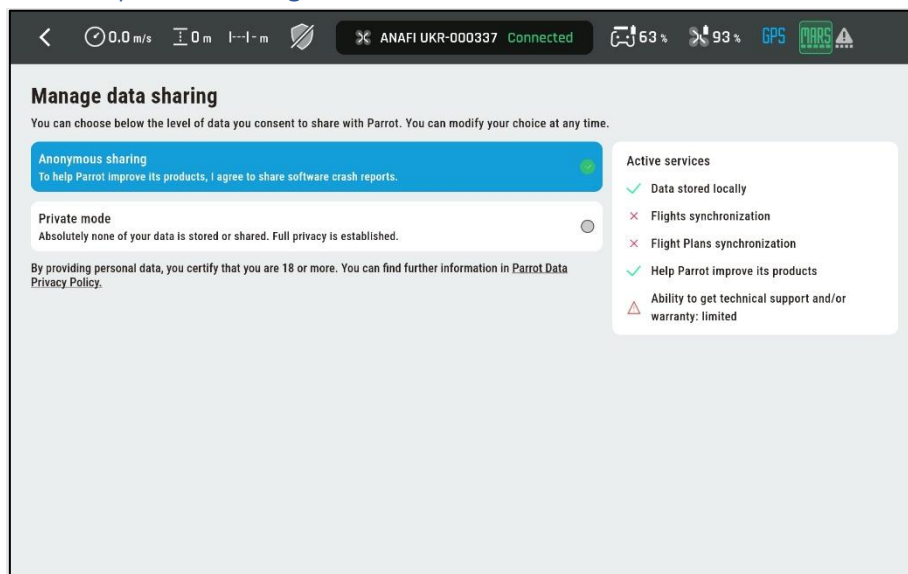 0.0 m/s 0 m I---I- m ANAFI UKR-000337 Connected 63 % 93 % GPS MARS
Manage data sharing
You can choose below the level of data you consent to share with Parrot. You can modify your choice at any time.
Anonymous sharing
To help Parrot improve its products, I agree to share software crash reports.
Private mode
Absolutely none of your data is stored or shared. Full privacy is established.
By providing personal data, you certify that you are 18 or more. You can find further information in Parrot Data
Privacy Policy.
Active services
Data stored locally
Flights synchronization
Flight Plans synchronization
Help Parrot improve its products
Ability to get technical support and/or
warranty: limited